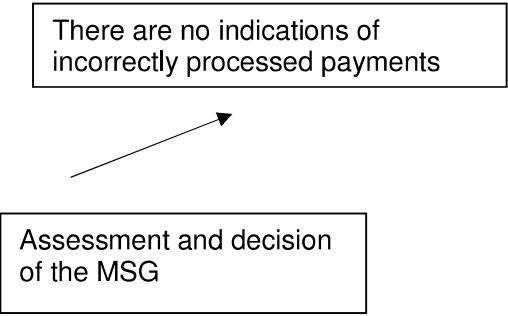 There are no indications of
incorrectly processed payments
Assessment and decision
of the MSG